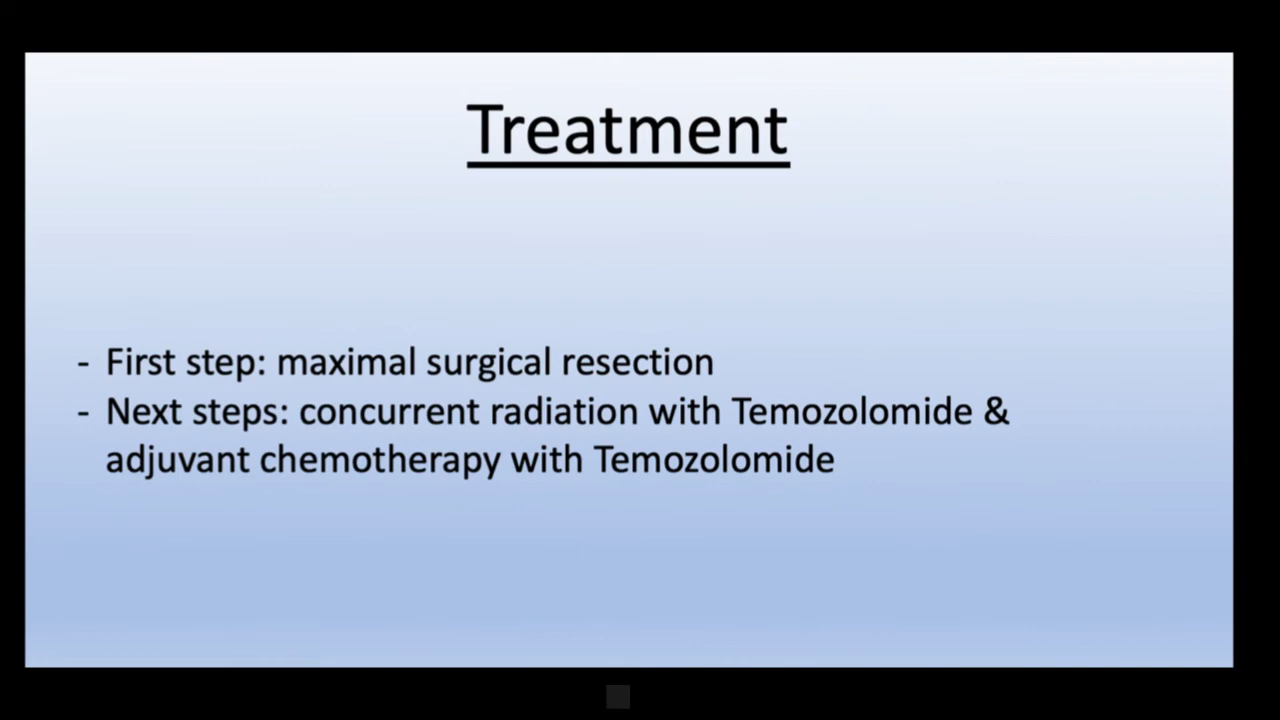 Treatment
- First step: maximal surgical resection
- Next steps: concurrent radiation with Temozolomide &
adjuvant chemotherapy with Temozolomide